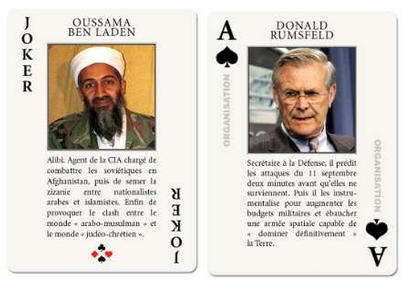 JOKER
OUSSAMA
BEN LADEN
Alibi. Agent de la CIA chargé de
combattre les soviétiques en
Afghanistan, puis de semer la
zizanie entre nationalistes
arabes et islamistes. Enfin de
provoquer le clash entre le
monde « arabo-musulman » et
le monde « judéo-chrétien ».
JOKER
A
ORGANISATION
DONALD
RUMSFELD
Secrétaire à la Défense, il prédit
les attaques du 11 septembre
deux minutes avant qu'elles ne
surviennent. Puis il les instru-
mentalise pour augmenter les
budgets militaires et ébaucher
une armée spatiale capable de
« dominer définitivement »
la Terre.
ORGANISATION
A